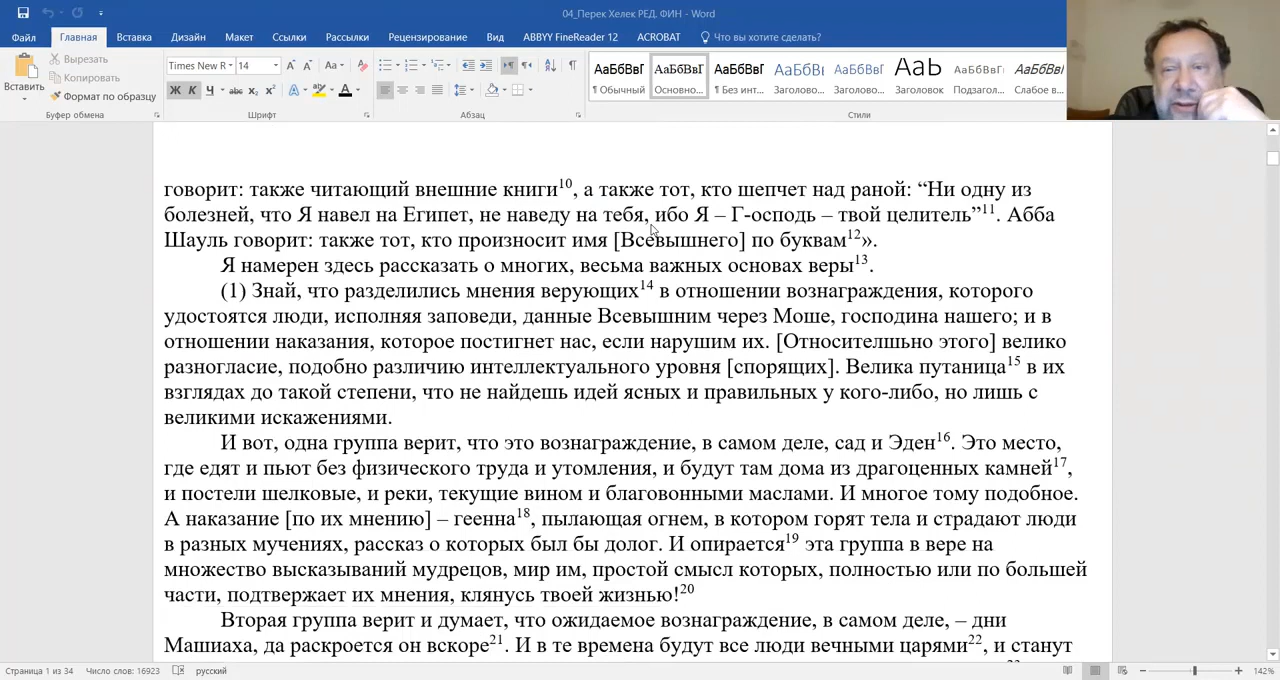 04_Перек Хелек РЕД. ФИН - Word
Файл Главная Вставка Дизайн Макет Ссылки Рассылки Рецензирование Вид ABBYY FineReader 12 ACROBAT Что вы хотите сделать?
Вставить
Вырезать
Копировать
Формат по образцу
Буфер обмена
Times New R 14
Ж К Ч abc x₂ x²
Шрифт
Абзац
АаБбВвГ АаБбВвГг АаБбВвГ АаБбВı АаБбВвГ АаЬ АаБбВвГı АаБбВвГг
¶ Обычный Основно... ¶ Без инт... Заголово... Заголово... Заголовок Подзагол... Слабое в...
Стили
говорит: также читающий внешние книги¹⁰, а также тот, кто шепчет над раной: “Ни одну из
болезней, что Я навел на Египет, не наведу на тебя, ибо Я – Г-осподь – твой целитель”¹¹. Абба
Шауль говорит: также тот, кто произносит имя [Всевышнего] по буквам¹²».
Я намерен здесь рассказать о многих, весьма важных основах веры¹³.
(1) Знай, что разделились мнения верующих¹⁴ в отношении вознаграждения, которого
удостоятся люди, исполняя заповеди, данные Всевышним через Моше, господина нашего; и в
отношении наказания, которое постигнет нас, если нарушим их. [Относителшьно этого] велико
разногласие, подобно различию интеллектуального уровня [спорящих]. Велика путаница¹⁵ в их
взглядах до такой степени, что не найдешь идей ясных и правильных у кого-либо, но лишь с
великими искажениями.
И вот, одна группа верит, что это вознаграждение, в самом деле, сад и Эден¹⁶. Это место,
где едят и пьют без физического труда и утомления, и будут там дома из драгоценных камней¹⁷,
и постели шелковые, и реки, текущие вином и благовонными маслами. И многое тому подобное.
А наказание [по их мнению] – геенна¹⁸, пылающая огнем, в котором горят тела и страдают люди
в разных мучениях, рассказ о которых был бы долог. И опирается¹⁹ эта группа в вере на
множество высказываний мудрецов, мир им, простой смысл которых, полностью или по большей
части, подтвержает их мнения, клянусь твоей жизнью!²⁰
Вторая группа верит и думает, что ожидаемое вознаграждение, в самом деле, – дни
Машиаха, да раскроется он вскоре²¹. И в те времена будут все люди вечными царями²², и станут
Страница 1 из 34 Число слов: 16923 русский 142%